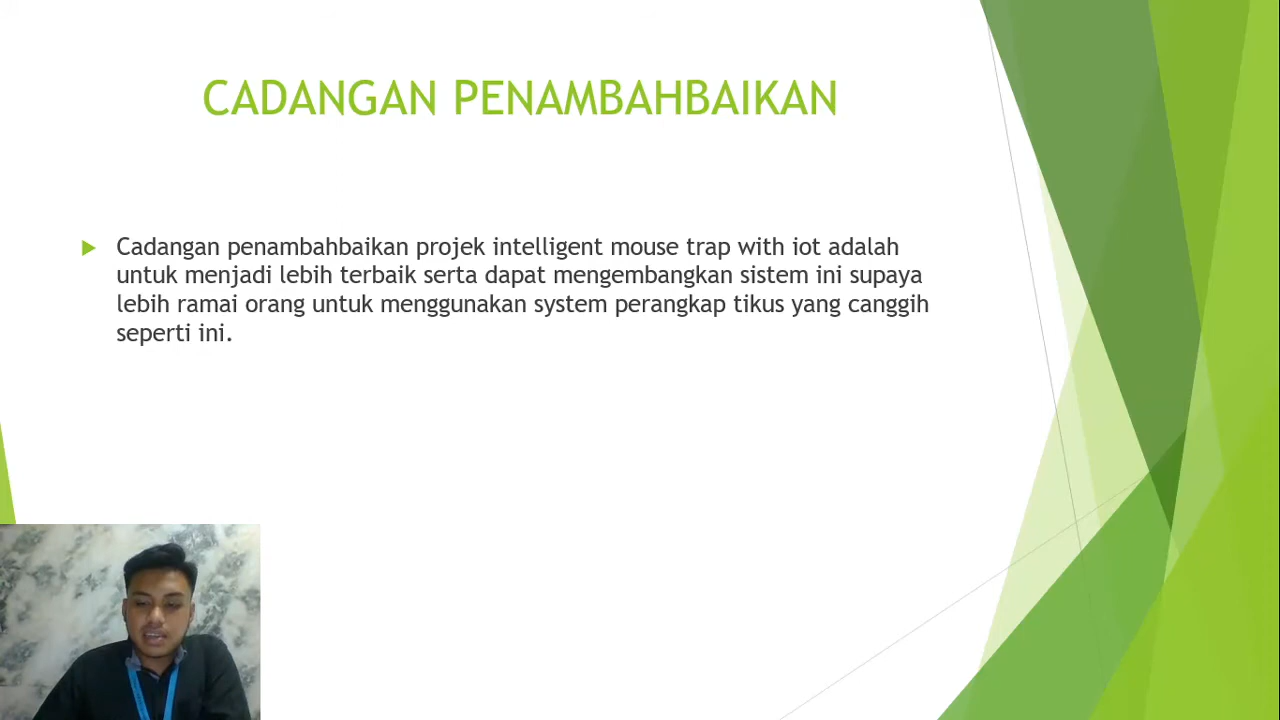 CADANGAN PENAMBAHBAIKAN
Cadangan penambahbaikan projek intelligent mouse trap with iot adalah
untuk menjadi lebih terbaik serta dapat mengembangkan sistem ini supaya
lebih ramai orang untuk menggunakan system perangkap tikus yang canggih
seperti ini.